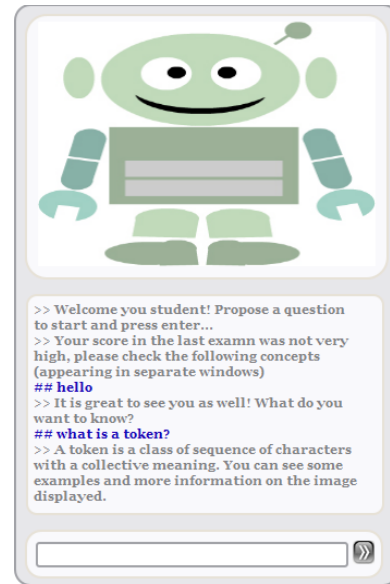 >> Welcome you student! Propose a question
to start and press enter...
>> Your score in the last examn was not very
high, please check the following concepts
(appearing in separate windows)
## hello
>> It is great to see you as well! What do you
want to know?
## what is a token?
>> A token is a class of sequence of characters
with a collective meaning. You can see some
examples and more information on the image
displayed.